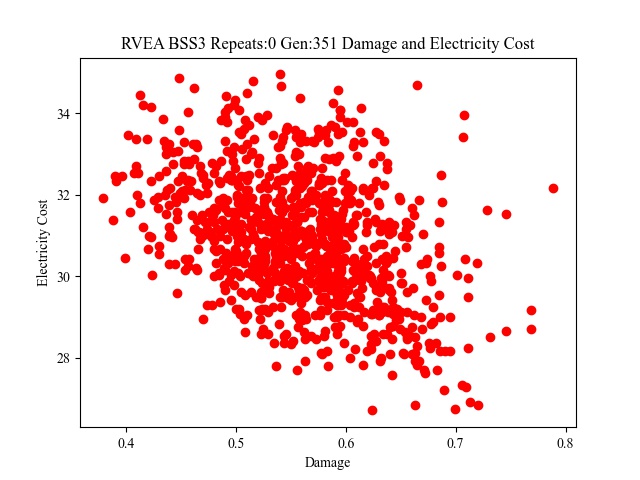 RVEA BSS3 Repeats:0 Gen:351 Damage and Electricity Cost
34
32
30
28
Electricity Cost
0.4 0.5 0.6 0.7 0.8
Damage